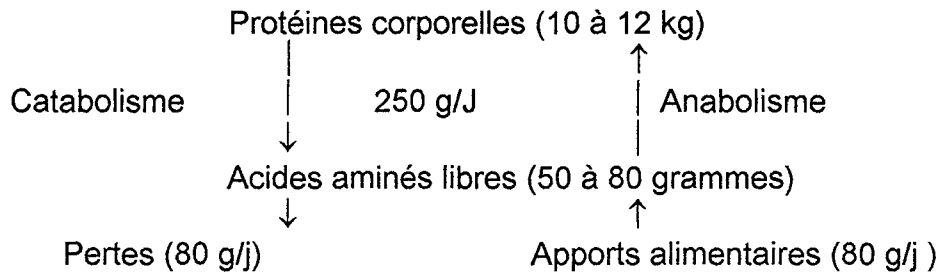 Protéines corporelles (10 à 12 kg)
Catabolisme 250 g/J Anabolisme
Acides aminés libres (50 à 80 grammes)
Pertes (80 g/j) Apports alimentaires (80 g/j )